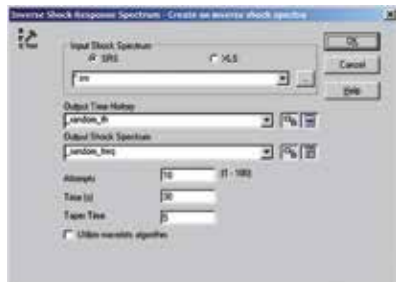 Inverse Shock Response Spectrum - Create an inverse shock spectra
Input Shock Spectrum
SRS
XLS
OK
Cancel
Help
Output Time History
_random_th
Output Shock Spectrum
_random_freq
Attempts
10
(1 - 100)
Time (s)
30
Taper Time
5
Utilize wavelets algorithm